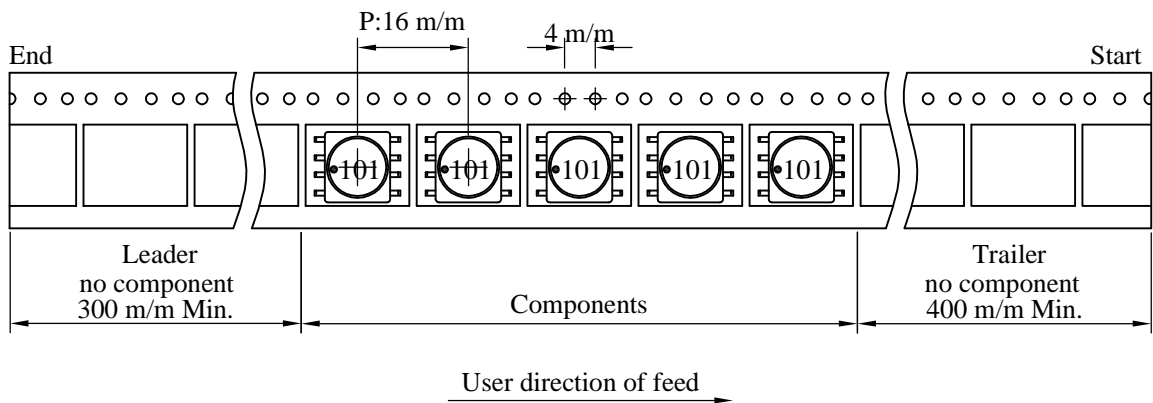 P:16 m/m
4 m/m
End
Start
101
101
101
101
101
Leader
no component
300 m/m Min.
Components
Trailer
no component
400 m/m Min.
User direction of feed